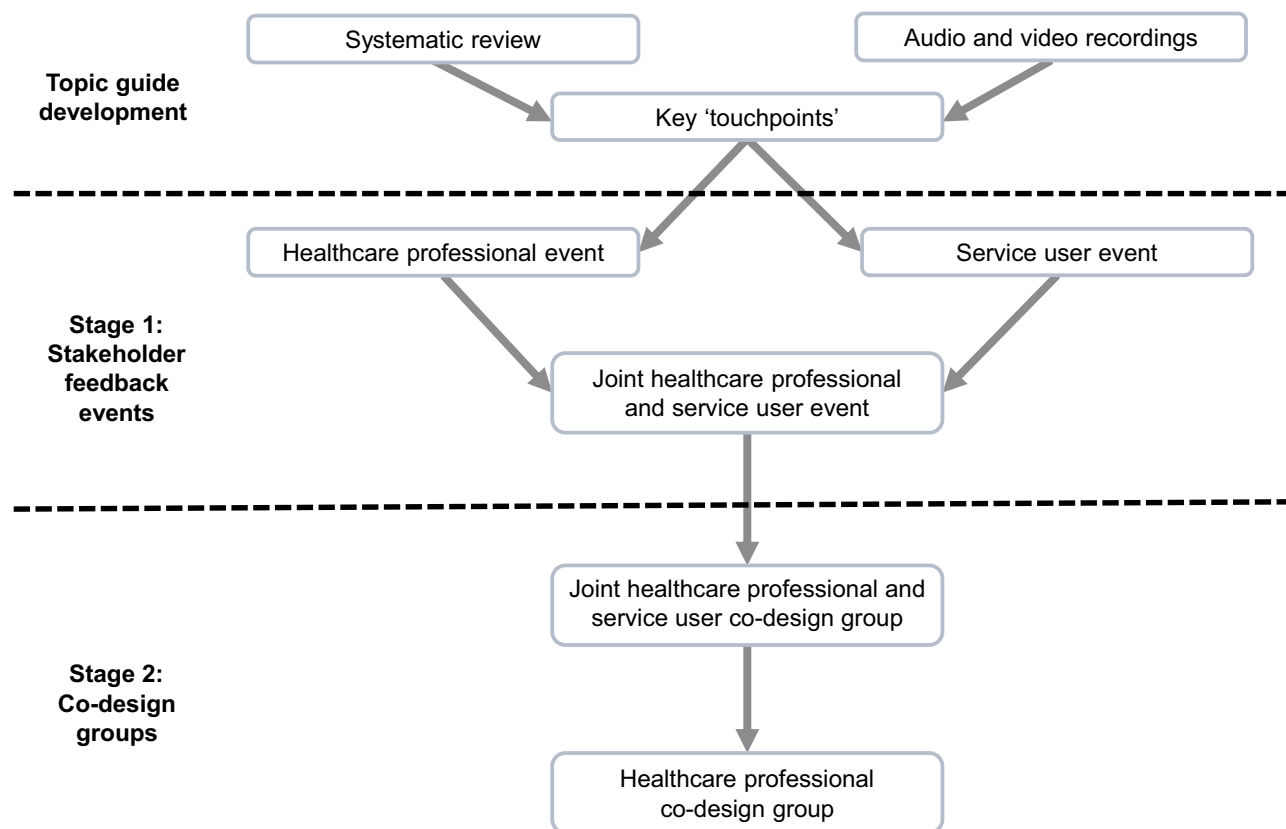 Systematic review
Audio and video recordings
Topic guide
development
Key ‘touchpoints’
Healthcare professional event
Service user event
Stage 1:
Stakeholder
feedback
events
Joint healthcare professional
and service user event
Joint healthcare professional and
service user co-design group
Stage 2:
Co-design
groups
Healthcare professional
co-design group